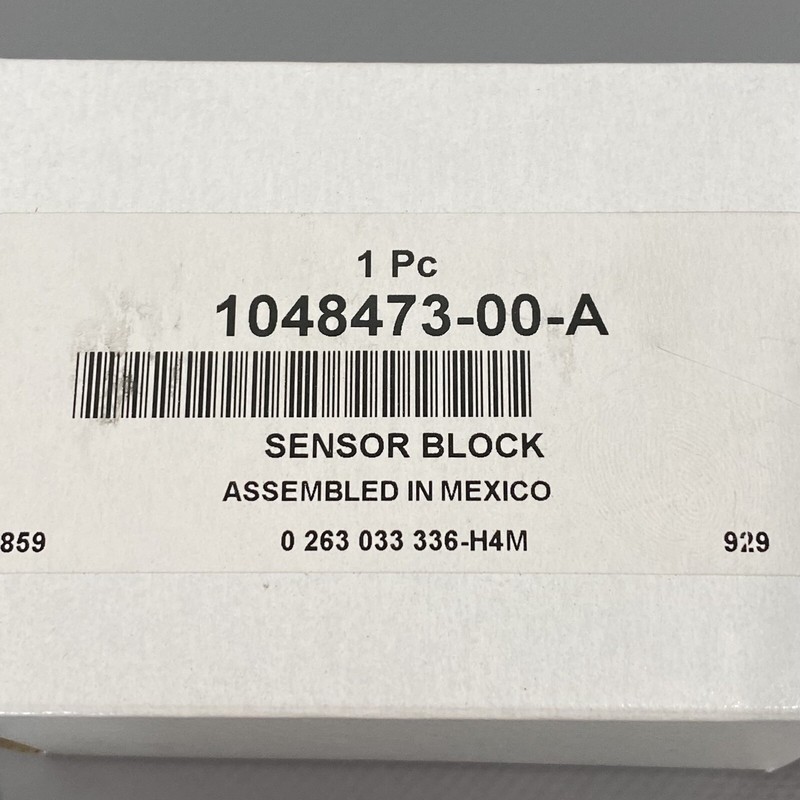 1 Pc
1048473-00-A
SENSOR BLOCK
ASSEMBLED IN MEXICO
859 0 263 033 336-H4M 929